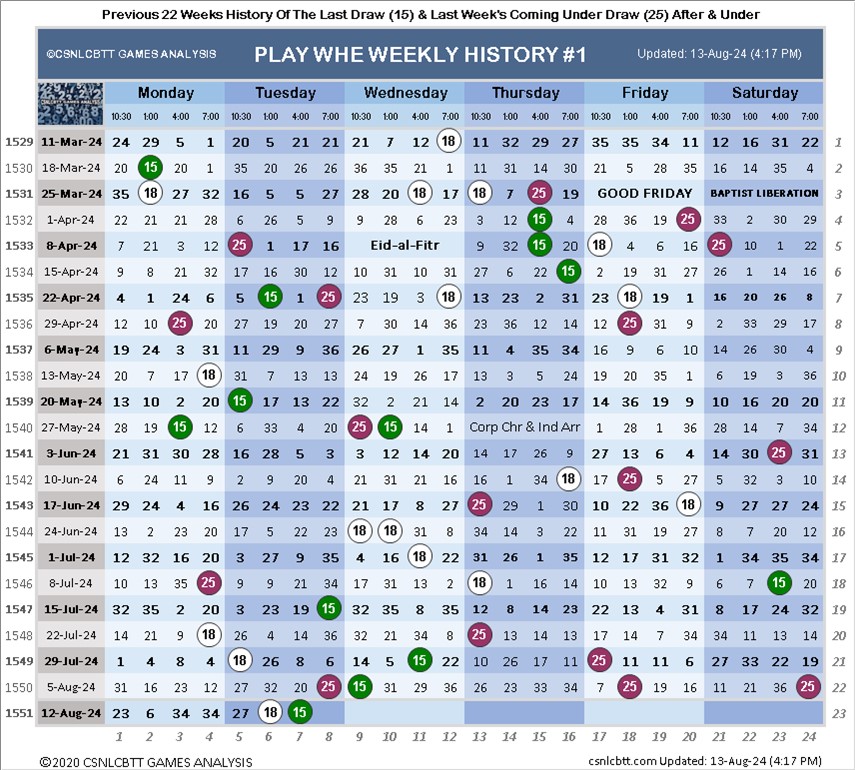 Previous 22 Weeks History Of The Last Draw (15) & Last Week's Coming Under Draw (25) After & Under
©CSNLCBTT GAMES ANALYSIS PLAY WHE WEEKLY HISTORY #1 Updated: 13-Aug-24 (4:17 PM)
CSNLCBTT GAMES ANALYSIS Monday Tuesday Wednesday Thursday Friday Saturday
10:30 1:00 4:00 7:00 10:30 1:00 4:00 7:00 10:30 1:00 4:00 7:00 10:30 1:00 4:00 7:00 10:30 1:00 4:00 7:00 10:30 1:00 4:00 7:00
1529 11-Mar-24 24 29 5 1 20 5 21 21 21 7 12 18 11 32 29 27 35 35 34 11 12 16 31 22 1
1530 18-Mar-24 20 15 20 1 35 20 26 26 36 35 21 1 11 31 14 30 21 5 28 35 16 14 35 4 2
1531 25-Mar-24 35 18 27 32 16 5 5 27 28 20 18 17 18 7 15 19 GOOD FRIDAY BAPTIST LIBERATION 3
1532 1-Apr-24 22 21 21 28 6 26 5 9 9 28 6 23 3 12 15 4 28 36 19 25 33 2 30 29 4
1533 8-Apr-24 7 21 3 12 25 1 17 16 Eid-al-Fitr 9 32 15 20 18 4 6 16 25 10 1 22 5
1534 15-Apr-24 9 8 21 32 17 16 30 12 10 31 10 31 27 6 22 15 2 19 31 27 26 1 14 16 6
1535 22-Apr-24 4 1 24 6 5 15 1 25 23 19 3 18 13 23 2 31 23 18 19 1 16 20 26 8 7
1536 29-Apr-24 12 10 25 20 27 19 20 27 7 30 14 36 23 36 12 14 12 25 31 9 2 33 29 17 8
1537 6-May-24 19 24 3 31 11 29 9 36 26 27 1 35 11 4 35 34 16 9 6 10 14 26 30 4 9
1538 13-May-24 20 7 17 18 31 7 13 13 24 19 26 17 13 3 5 24 19 20 35 1 6 19 3 36 10
1539 20-May-24 13 10 2 20 15 17 13 22 32 2 21 14 2 20 23 17 14 36 19 9 10 16 20 20 11
1540 27-May-24 28 19 15 12 6 33 4 20 25 15 14 1 Corp Chr & Ind Arr 1 28 1 36 28 14 7 34 12
1541 3-Jun-24 21 31 30 28 16 28 5 3 3 12 14 20 14 17 26 9 27 13 6 4 14 30 25 31 13
1542 10-Jun-24 6 24 11 9 2 9 20 4 21 31 21 6 16 1 34 18 17 25 27 1 5 32 3 10 14
1543 17-Jun-24 29 24 4 16 26 24 23 22 21 17 8 27 25 29 1 30 10 22 36 18 9 27 27 24 15
1544 24-Jun-24 13 2 23 20 17 5 22 23 18 18 31 8 34 14 3 22 11 31 19 27 8 7 20 12 16
1545 1-Jul-24 12 32 16 20 3 27 9 35 4 16 18 22 31 26 1 35 12 17 31 32 1 34 35 34 17
1546 8-Jul-24 10 13 35 25 9 9 21 34 17 31 13 2 18 1 16 14 10 13 32 9 6 7 15 20 18
1547 15-Jul-24 32 35 2 20 3 23 19 15 32 35 8 35 12 8 14 23 22 13 4 31 8 17 24 32 19
1548 22-Jul-24 14 21 9 18 26 4 14 36 32 21 34 8 25 13 14 21 17 14 7 34 34 11 13 14 20
1549 29-Jul-24 1 4 8 4 18 26 8 6 14 5 15 22 10 26 17 11 25 11 11 6 27 33 22 19 21
1550 5-Aug-24 31 16 23 12 27 32 20 25 15 31 29 36 26 23 33 34 7 25 19 16 11 21 36 25 22
1551 12-Aug-24 23 6 34 34 27 18 15 23
1 2 3 4 5 6 7 8 9 10 11 12 13 14 15 16 17 18 19 20 21 22 23 24
©2020 CSNLCBTT GAMES ANALYSIS csnlcbtt.com Updated: 13-Aug-24 (4:17 PM)